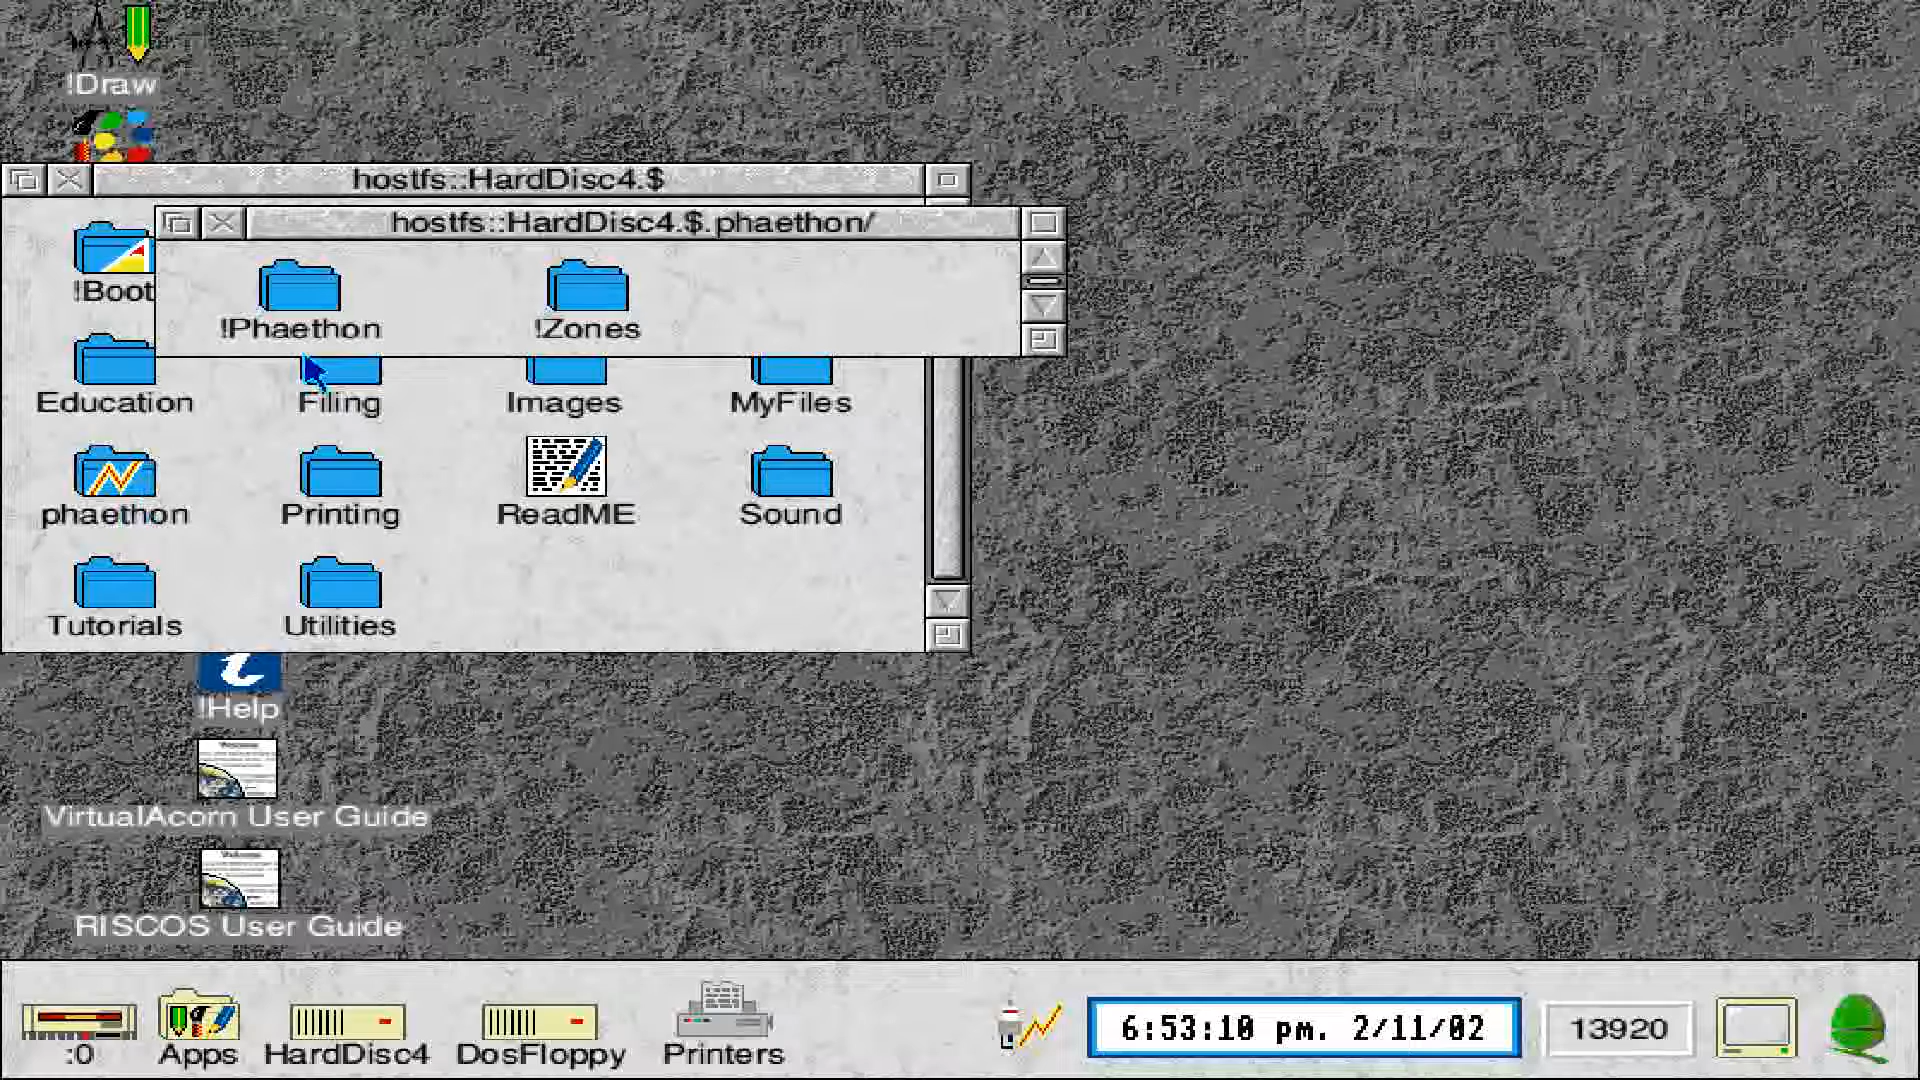 !Draw
hostfs::HardDisc4.$
hostfs::HardDisc4.$.phaethon/
!Boot
!Phaethon
!Zones
Education
Filing
Images
MyFiles
phaethon
Printing
ReadME
Sound
Tutorials
Utilities
!Help
VirtualAcorn User Guide
RISCOS User Guide
:0
Apps
HardDisc4
DosFloppy
Printers
6:53:10 pm. 2/11/02
13920